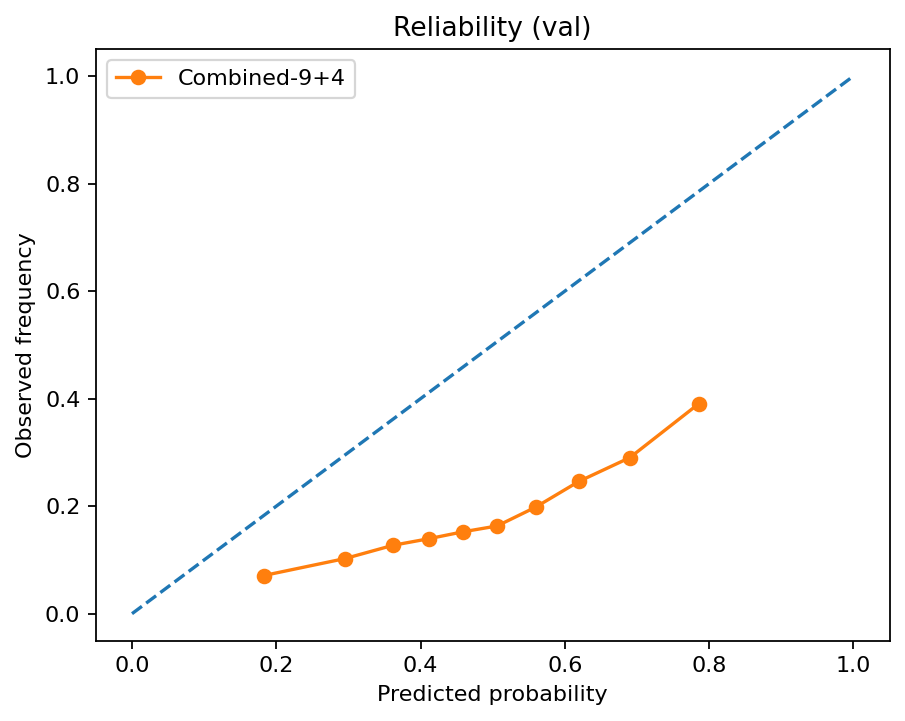 Reliability (val)
Combined-9+4
1.0
0.8
0.6
0.4
0.2
0.0
Observed frequency
0.0 0.2 0.4 0.6 0.8 1.0
Predicted probability